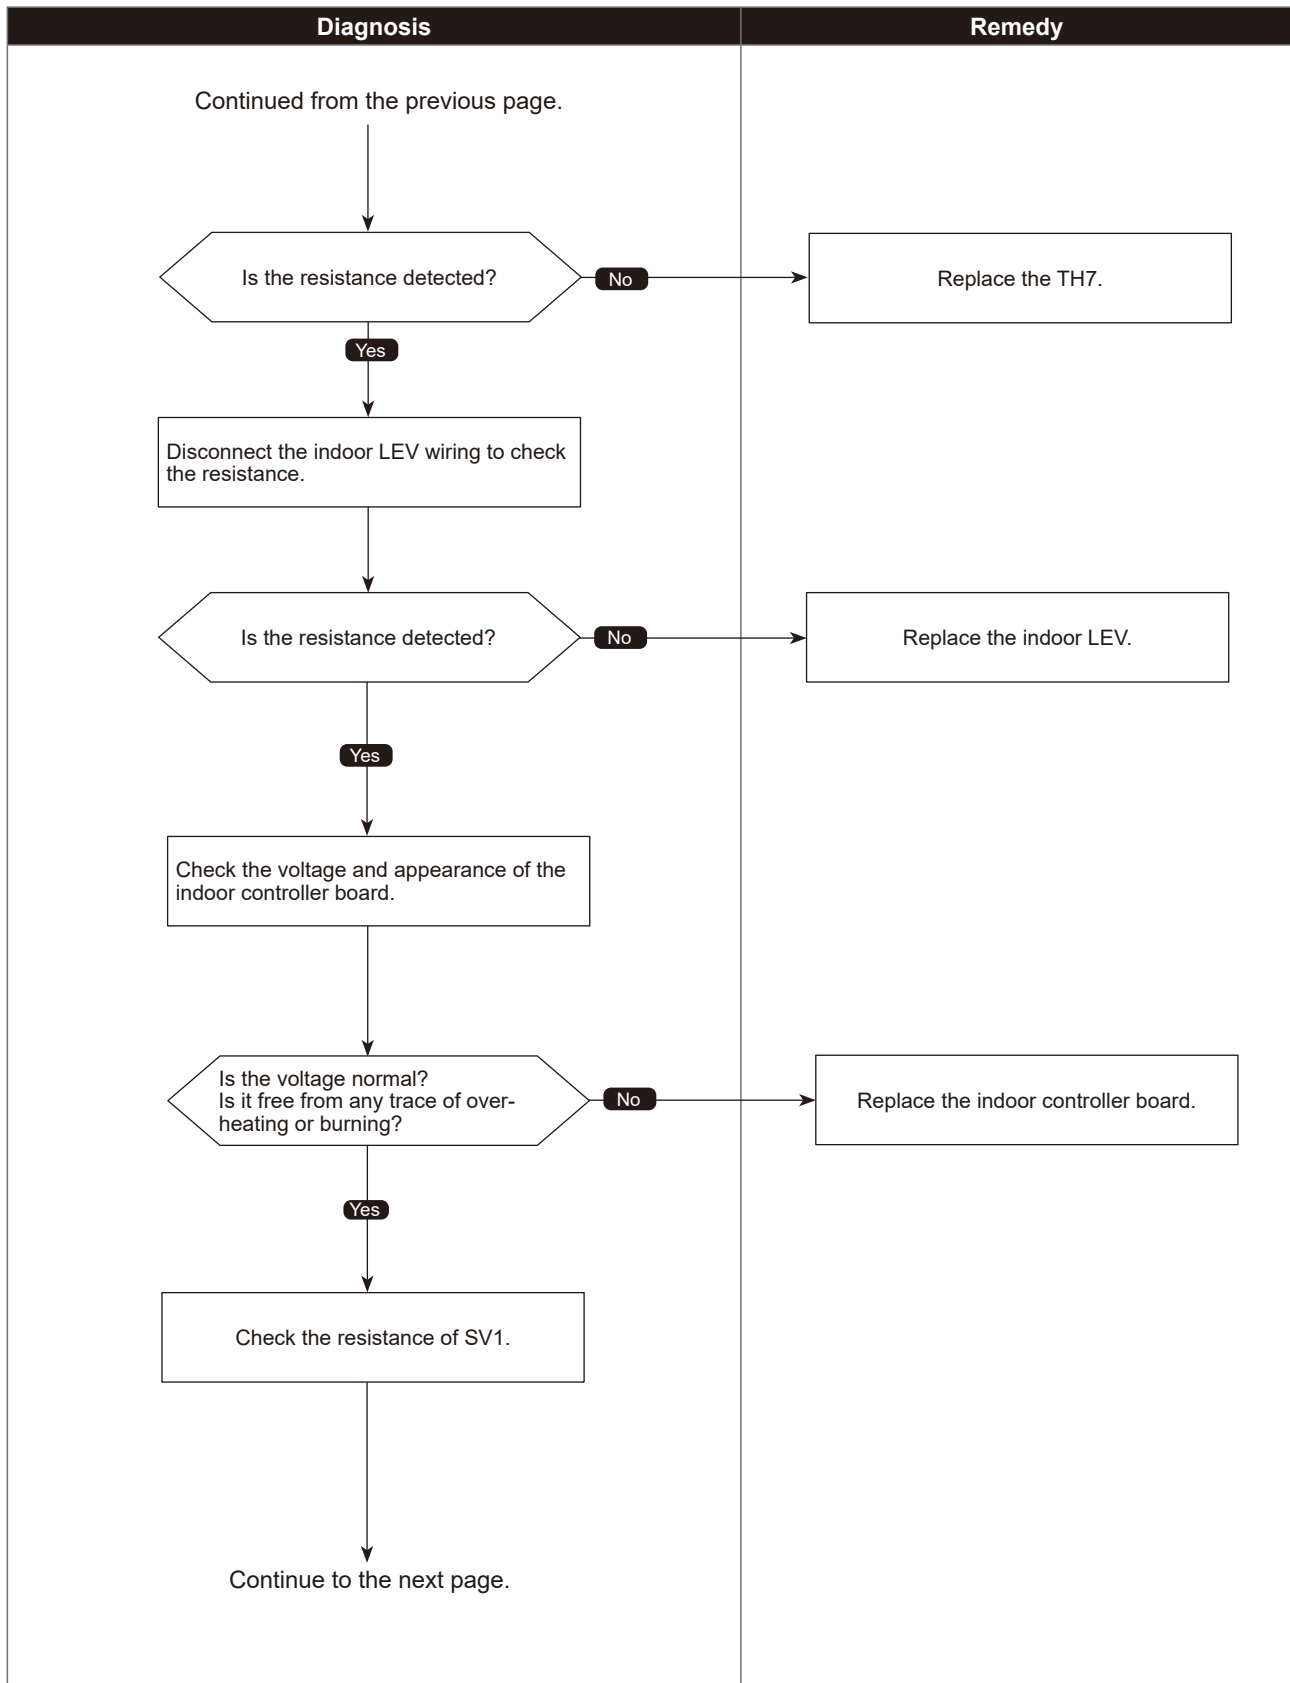 Diagnosis
Remedy
Continued from the previous page.
Is the resistance detected?
No
Replace the TH7.
Yes
Disconnect the indoor LEV wiring to check
the resistance.
Is the resistance detected?
No
Replace the indoor LEV.
Yes
Check the voltage and appearance of the
indoor controller board.
Is the voltage normal?
Is it free from any trace of over-
heating or burning?
No
Replace the indoor controller board.
Yes
Check the resistance of SV1.
Continue to the next page.